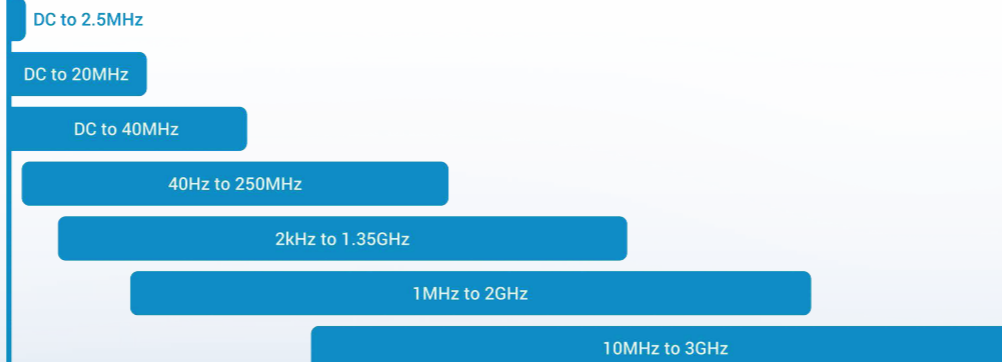 DC to 2.5MHz
DC to 20MHz
DC to 40MHz
40Hz to 250MHz
2kHz to 1.35GHz
1MHz to 2GHz
10MHz to 3GHz